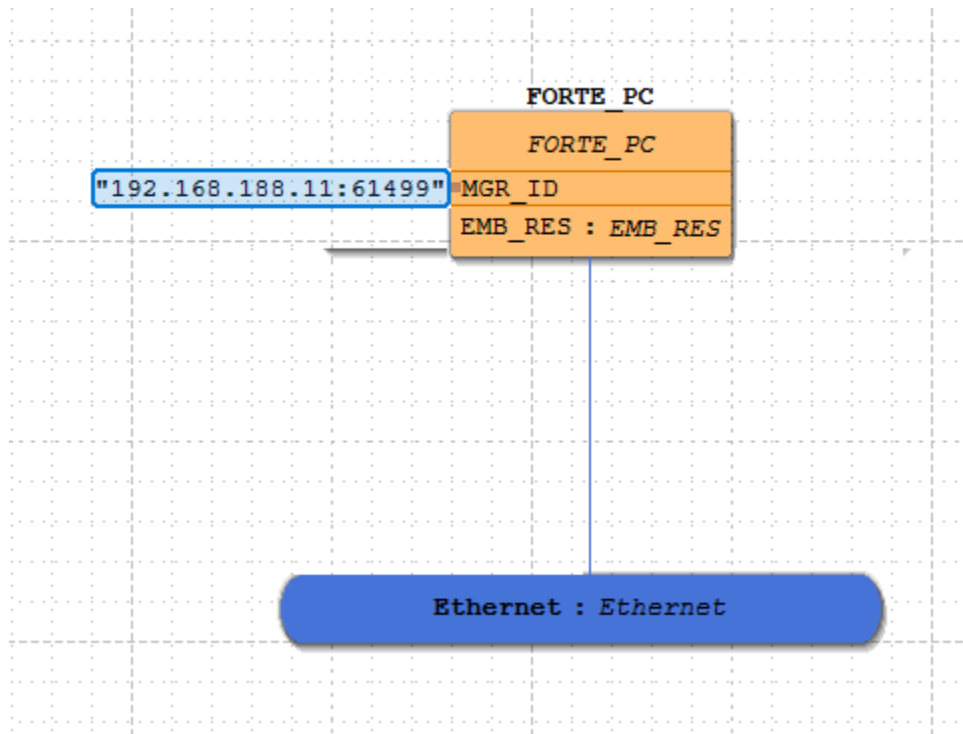 FORTE_PC
FORTE_PC
"192.168.188.11:61499" MGR_ID
EMB_RES : EMB_RES
Ethernet : Ethernet